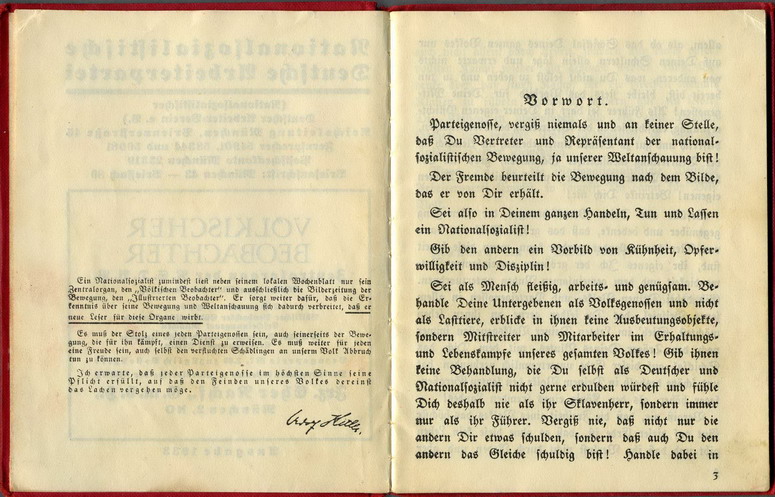 Ein Nationalsozialist zumindest liest neben seinem lokalen Wochenblatt nur sein
Zentralorgan, den „Völkischen Beobachter“ und ausschließlich die Bilderzeitung der
Bewegung, den „Illustrierten Beobachter“. Er sorgt weiter dafür, daß die Er-
kenntnis über seine Bewegung und Weltanschauung sich dadurch verbreitet, daß er
neue Leser für diese Organe wirbt.
Es muß der Stolz eines jeden Parteigenossen sein, auch seinerseits der Bewe-
gung, die für ihn kämpft, einen Dienst zu erweisen. Es muß weiter für jeden
eine Freude sein, auch selbst den verfluchten Schädlingen an unserm Volk Abbruch
tun zu können.
Ich erwarte, daß jeder Parteigenosse im höchsten Sinne seine
Pflicht erfüllt, auf daß den Feinden unseres Volkes dereinst
das Lachen vergehen möge.
Vorwort.
Parteigenosse, vergiß niemals und an keiner Stelle,
daß Du Vertreter und Repräsentant der national-
sozialistischen Bewegung, ja unserer Weltanschauung bist!
Der Fremde beurteilt die Bewegung nach dem Bilde,
das er von Dir erhält.
Sei also in Deinem ganzen Handeln, Tun und Lassen
ein Nationalsozialist!
Gib den andern ein Vorbild von Kühnheit, Opfer-
willigkeit und Disziplin!
Sei als Mensch fleißig, arbeits- und genügsam. Be-
handle Deine Untergebenen als Volksgenossen und nicht
als Lasttiere, erblicke in ihnen keine Ausbeutungsobjekte,
sondern Mitstreiter und Mitarbeiter im Erhaltungs-
und Lebenskampfe unseres gesamten Volkes! Gib ihnen
keine Behandlung, die Du selbst als Deutscher und
Nationalsozialist nicht gerne erdulden würdest und fühle
Dich deshalb nie als ihr Sklavenherr, sondern immer
nur als ihr Führer. Vergiß nie, daß nicht nur die
andern Dir etwas schulden, sondern daß auch Du den
andern das Gleiche schuldig bist! Handle dabei in
3